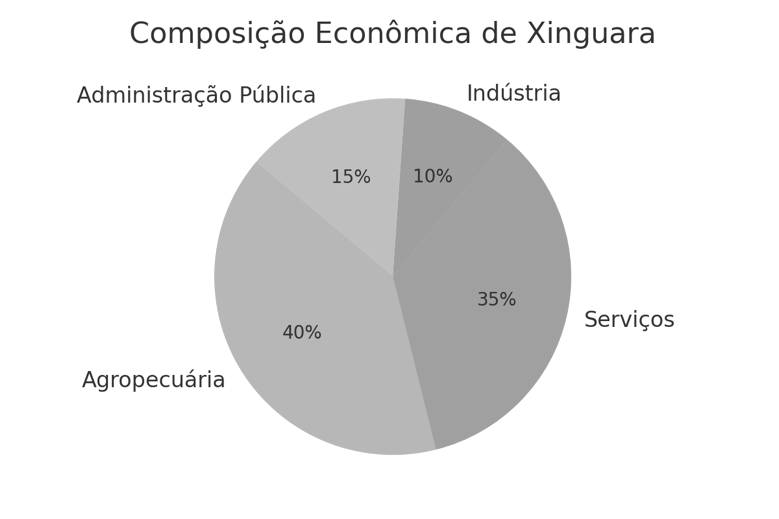 Composição Econômica de Xinguara
Administração Pública
Indústria
15%
10%
35%
Serviços
40%
Agropecuária